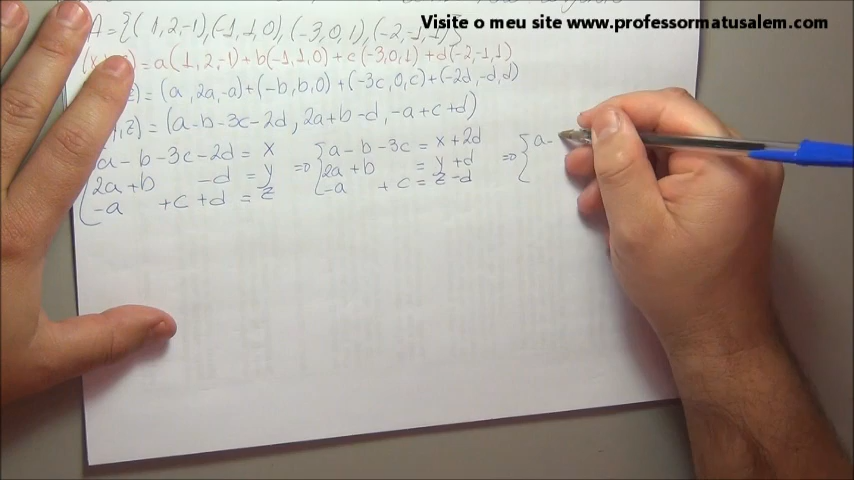 Visite o meu site www.professormatusalem.com
A = {(1,2,-1),(-1,1,0),(-3,0,1),(-2,-1,1)}
= a(1,2,-1) + b(-1,1,0) + c(-3,0,1) + d(-2,-1,1)
= (a,2a,-a) + (-b,b,0) + (-3c,0,c) + (-2d,-d,d)
,z) = (a-b-3c-2d, 2a+b-d, -a+c+d)
a-b-3c-2d = x ⇒ { a-b-3c = x+2d ⇒ { a-
2a+b -d = y 2a+b = y+d
-a +c+d = z -a +c = z-d